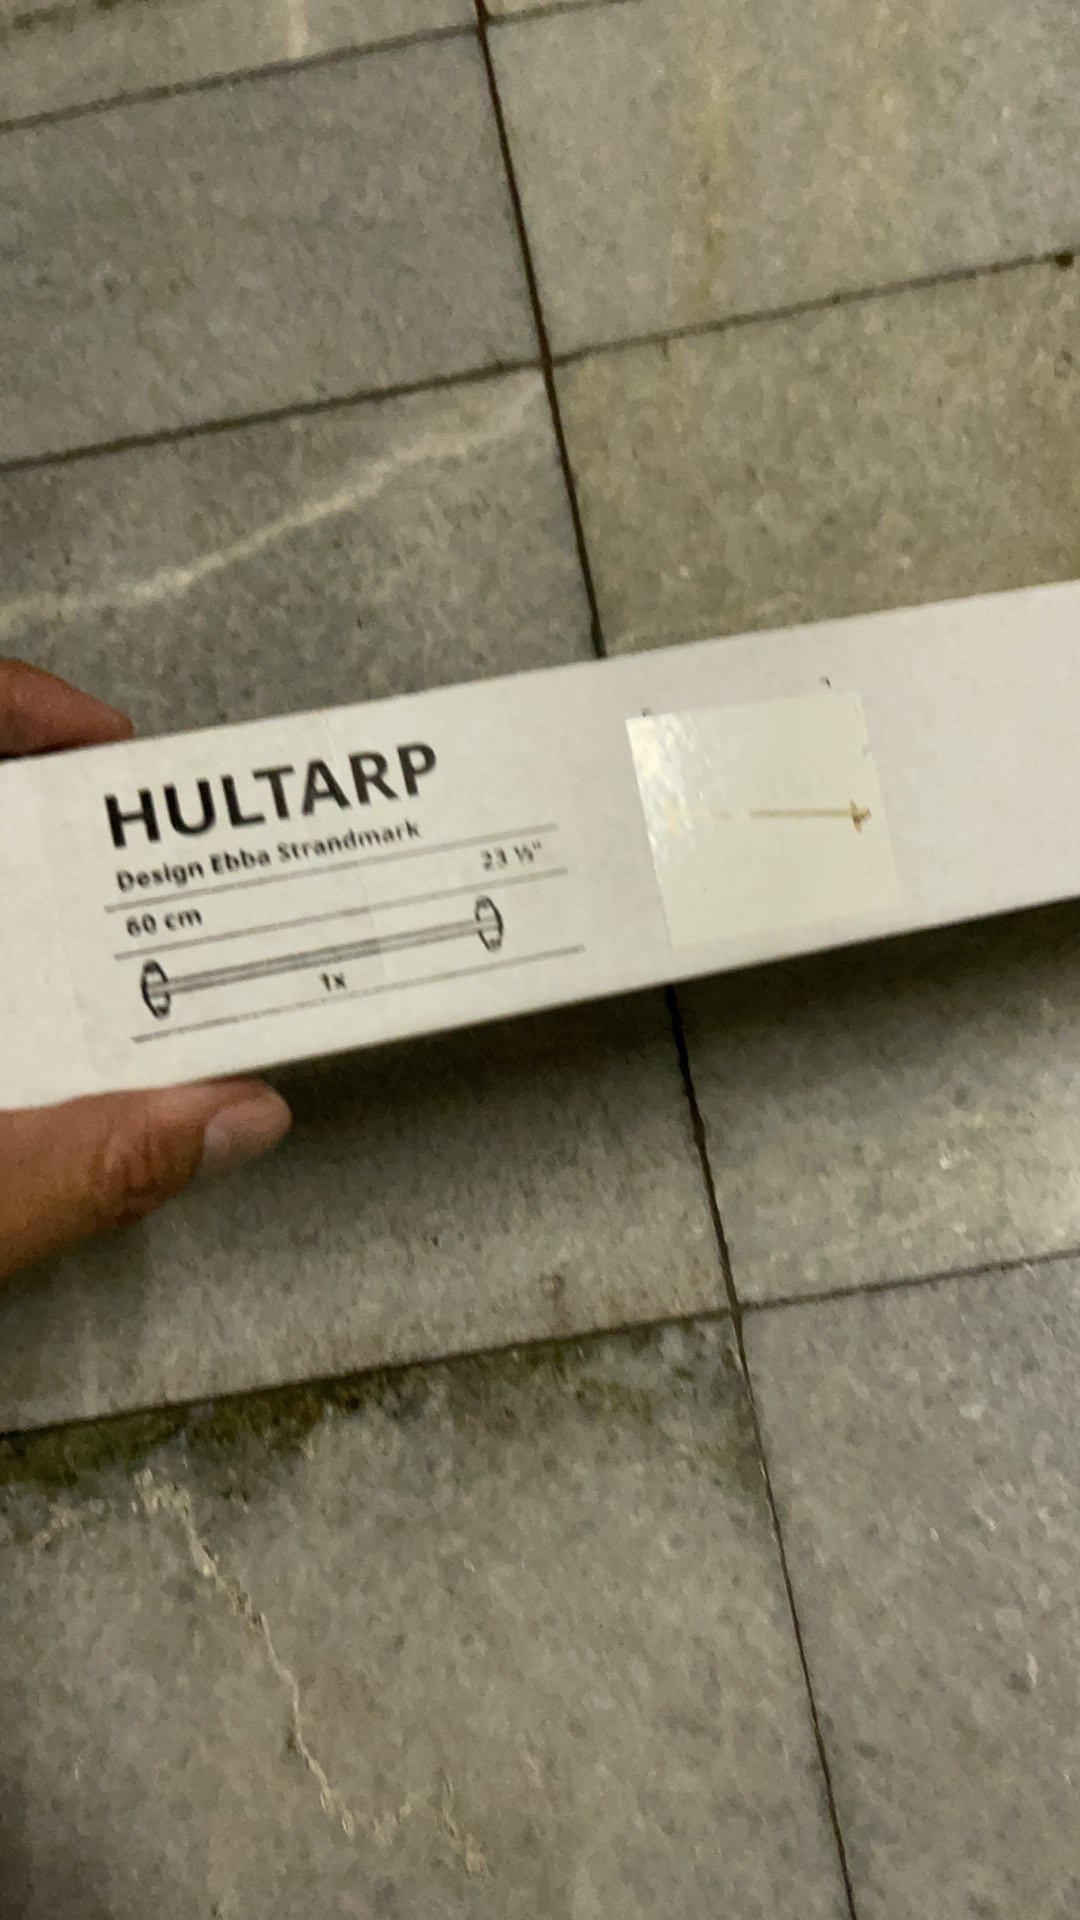 HULTARP
Design Ebba Strandmark
60 cm 23 ½"
1x